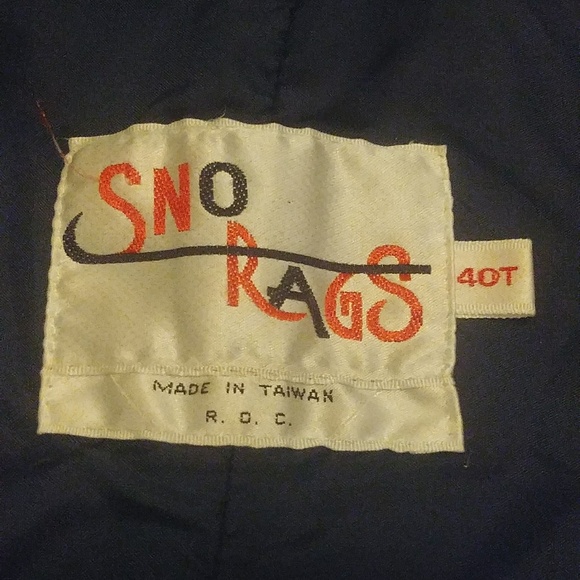 SNO
RAGS
40T
MADE IN TAIWAN
R. O. C.